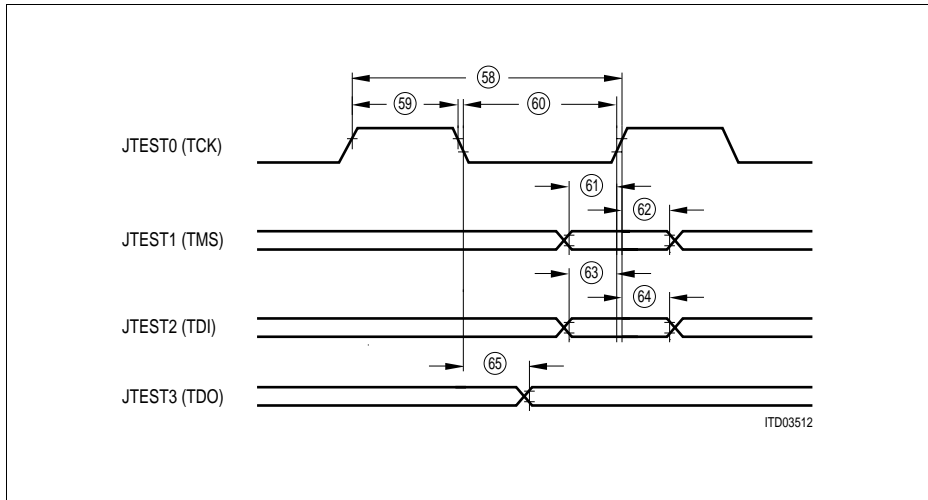 58
59
60
JTEST0 (TCK)
61
62
JTEST1 (TMS)
63
64
JTEST2 (TDI)
65
JTEST3 (TDO)
ITD03512